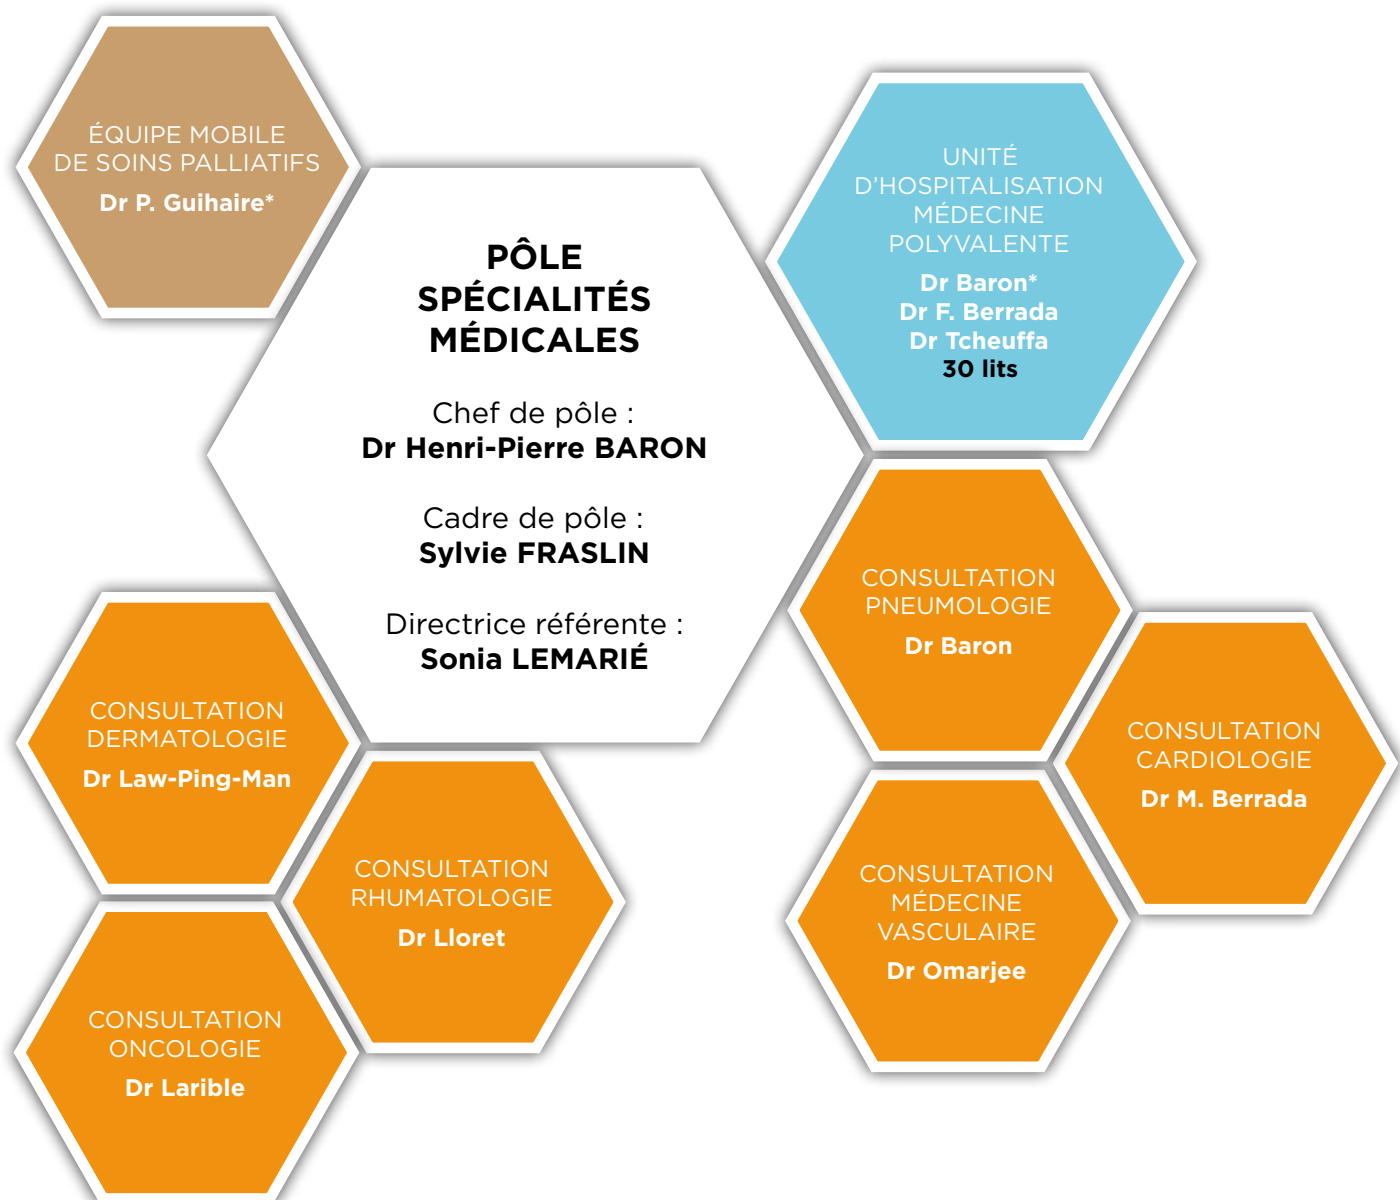 ÉQUIPE MOBILE
DE SOINS PALLIATIFS
Dr P. Guihaire*
PÔLE
SPÉCIALITÉS
MÉDICALES
Chef de pôle :
Dr Henri-Pierre BARON
Cadre de pôle :
Sylvie FRASLIN
Directrice référente :
Sonia LEMARIÉ
UNITÉ
D’HOSPITALISATION
MÉDECINE
POLYVALENTE
Dr Baron*
Dr F. Berrada
Dr Tcheuffa
30 lits
CONSULTATION
PNEUMOLOGIE
Dr Baron
CONSULTATION
CARDIOLOGIE
Dr M. Berrada
CONSULTATION
MÉDECINE
VASCULAIRE
Dr Omarjee
CONSULTATION
DERMATOLOGIE
Dr Law-Ping-Man
CONSULTATION
RHUMATOLOGIE
Dr Lloret
CONSULTATION
ONCOLOGIE
Dr Larible